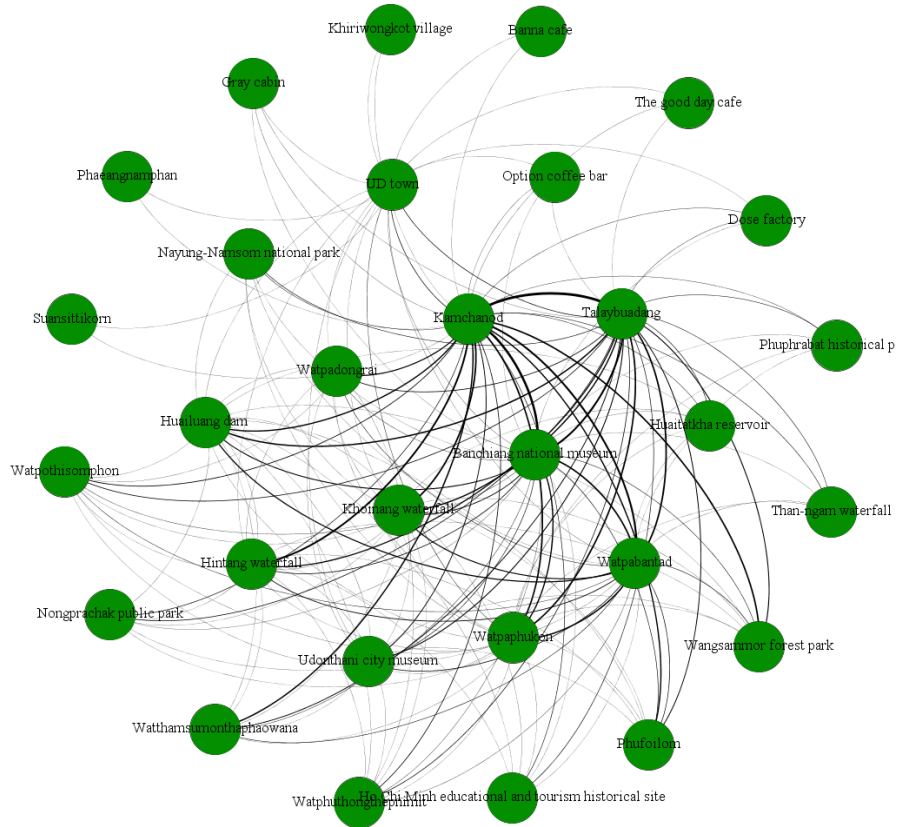 Khiriwongkot village
Banna cafe
Gray cabin
The good day cafe
Phaeangnamphan
UD town
Option coffee bar
Dose factory
Nayung-Namsom national park
Suansittikorn
Kamchanod
Talaybuadang
Phuphrabat historical p
Watpadongrai
Huailuang dam
Huaitatkha reservoir
Banchiang national museum
Watpothisomphon
Khoinang waterfall
Than-ngam waterfall
Hintang waterfall
Watpabantad
Nongprachak public park
Watpaphukon
Wangsammor forest park
Udonthani city museum
Watthamsumonthaphaowana
Phufoilom
Watphuthongthephimit
Ho Chi Minh educational and tourism historical site